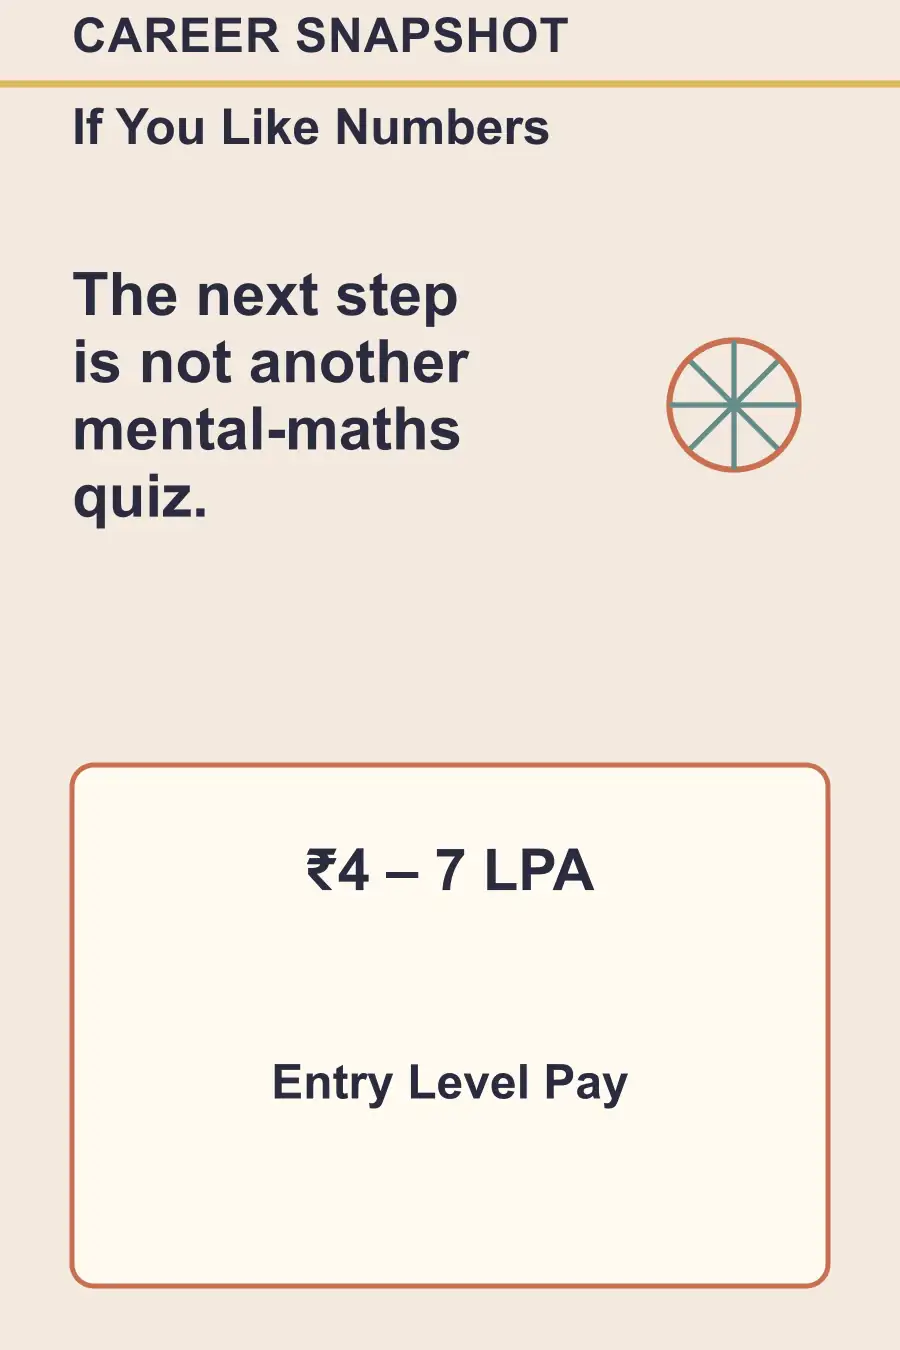 CAREER SNAPSHOT
If You Like Numbers
The next step
is not another
mental-maths
quiz.
₹4 – 7 LPA
Entry Level Pay